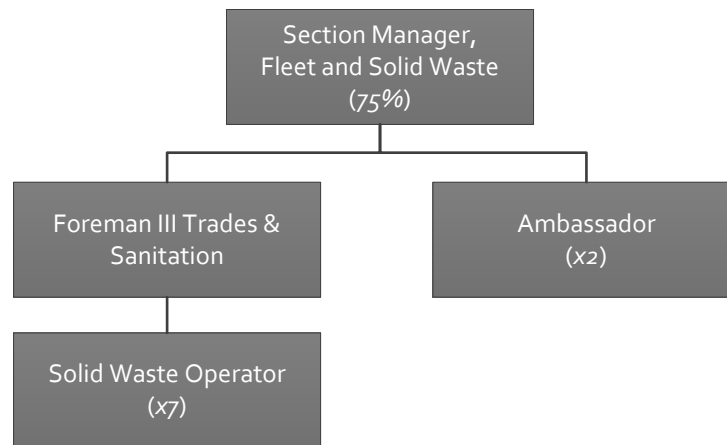 Section Manager,
Fleet and Solid Waste
(75%)
Foreman III Trades &
Sanitation
Ambassador
(x2)
Solid Waste Operator
(x7)